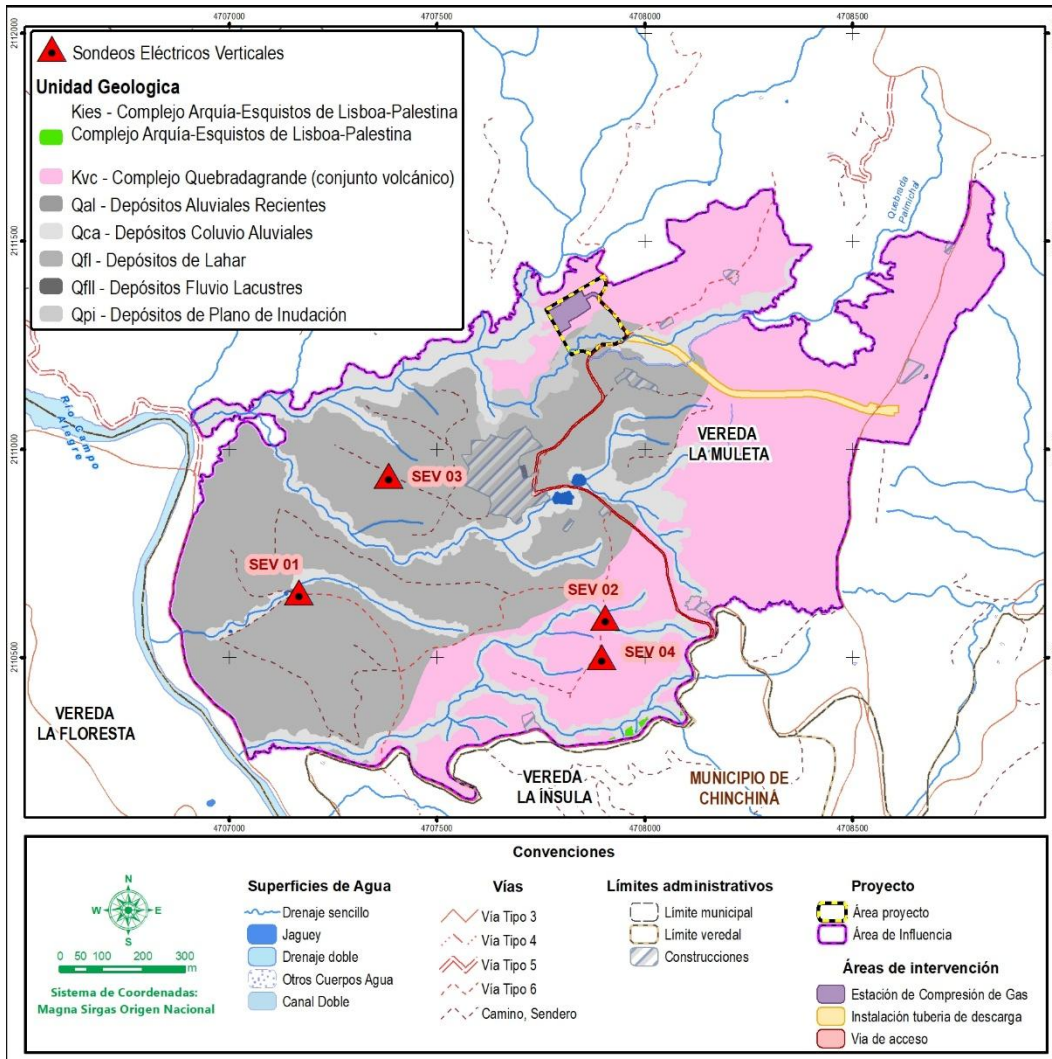 4707000
4707500
4708000
4708500
2112000
2111500
2111000
2110500
Sondeos Eléctricos Verticales
Unidad Geologica
Kies - Complejo Arquía-Esquistos de Lisboa-Palestina
Complejo Arquía-Esquistos de Lisboa-Palestina
Kvc - Complejo Quebradagrande (conjunto volcánico)
Qal - Depósitos Aluviales Recientes
Qca - Depósitos Coluvio Aluviales
Qfl - Depósitos de Lahar
Qfll - Depósitos Fluvio Lacustres
Qpi - Depósitos de Plano de Inudación
Quebrada
Palmichal
Río Campo
Alegre
VEREDA
LA MULETA
SEV 03
SEV 01
SEV 02
SEV 04
VEREDA
LA FLORESTA
VEREDA
LA ÍNSULA
MUNICIPIO DE
CHINCHINÁ
4707000
4707500
4708000
4708500
Convenciones
N
W
E
S
0 50 100 200 300
m
Sistema de Coordenadas:
Magna Sirgas Origen Nacional
Superficies de Agua
Drenaje sencillo
Jaguey
Drenaje doble
Otros Cuerpos Agua
Canal Doble
Vías
Vía Tipo 3
Vía Tipo 4
Vía Tipo 5
Vía Tipo 6
Camino, Sendero
Límites administrativos
Límite municipal
Límite veredal
Construcciones
Proyecto
Área proyecto
Área de Influencia
Áreas de intervención
Estación de Compresión de Gas
Instalación tuberia de descarga
Via de acceso